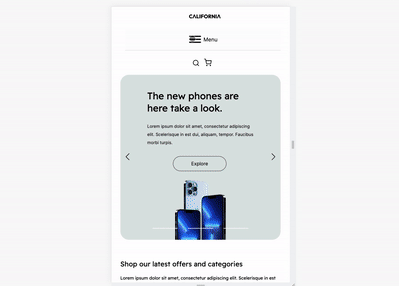 CALIFORNIA
Menu
The new phones are
here take a look.
Lorem ipsum dolor sit amet, consectetur adipiscing
elit. Scelerisque in est dui, aliquam, tempor. Faucibus
morbi turpis.
Explore
Shop our latest offers and categories
Lorem ipsum dolor sit amet, consectetur adipiscing elit. Scelerisque in est